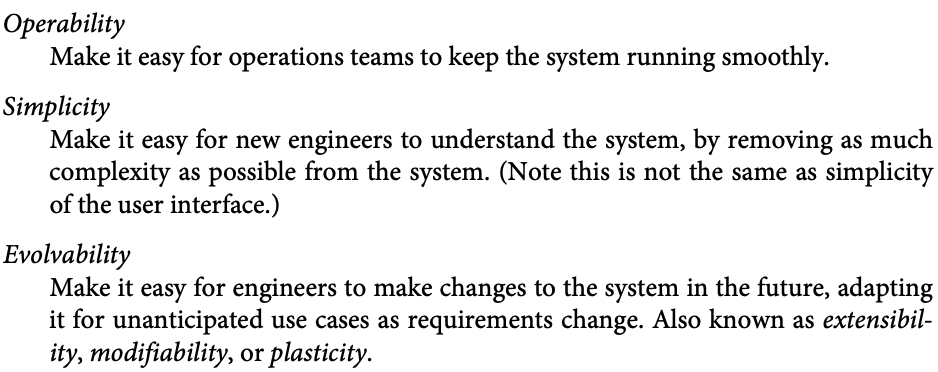 Operability
Make it easy for operations teams to keep the system running smoothly.
Simplicity
Make it easy for new engineers to understand the system, by removing as much
complexity as possible from the system. (Note this is not the same as simplicity
of the user interface.)
Evolvability
Make it easy for engineers to make changes to the system in the future, adapting
it for unanticipated use cases as requirements change. Also known as extensibil-
ity, modifiability, or plasticity.